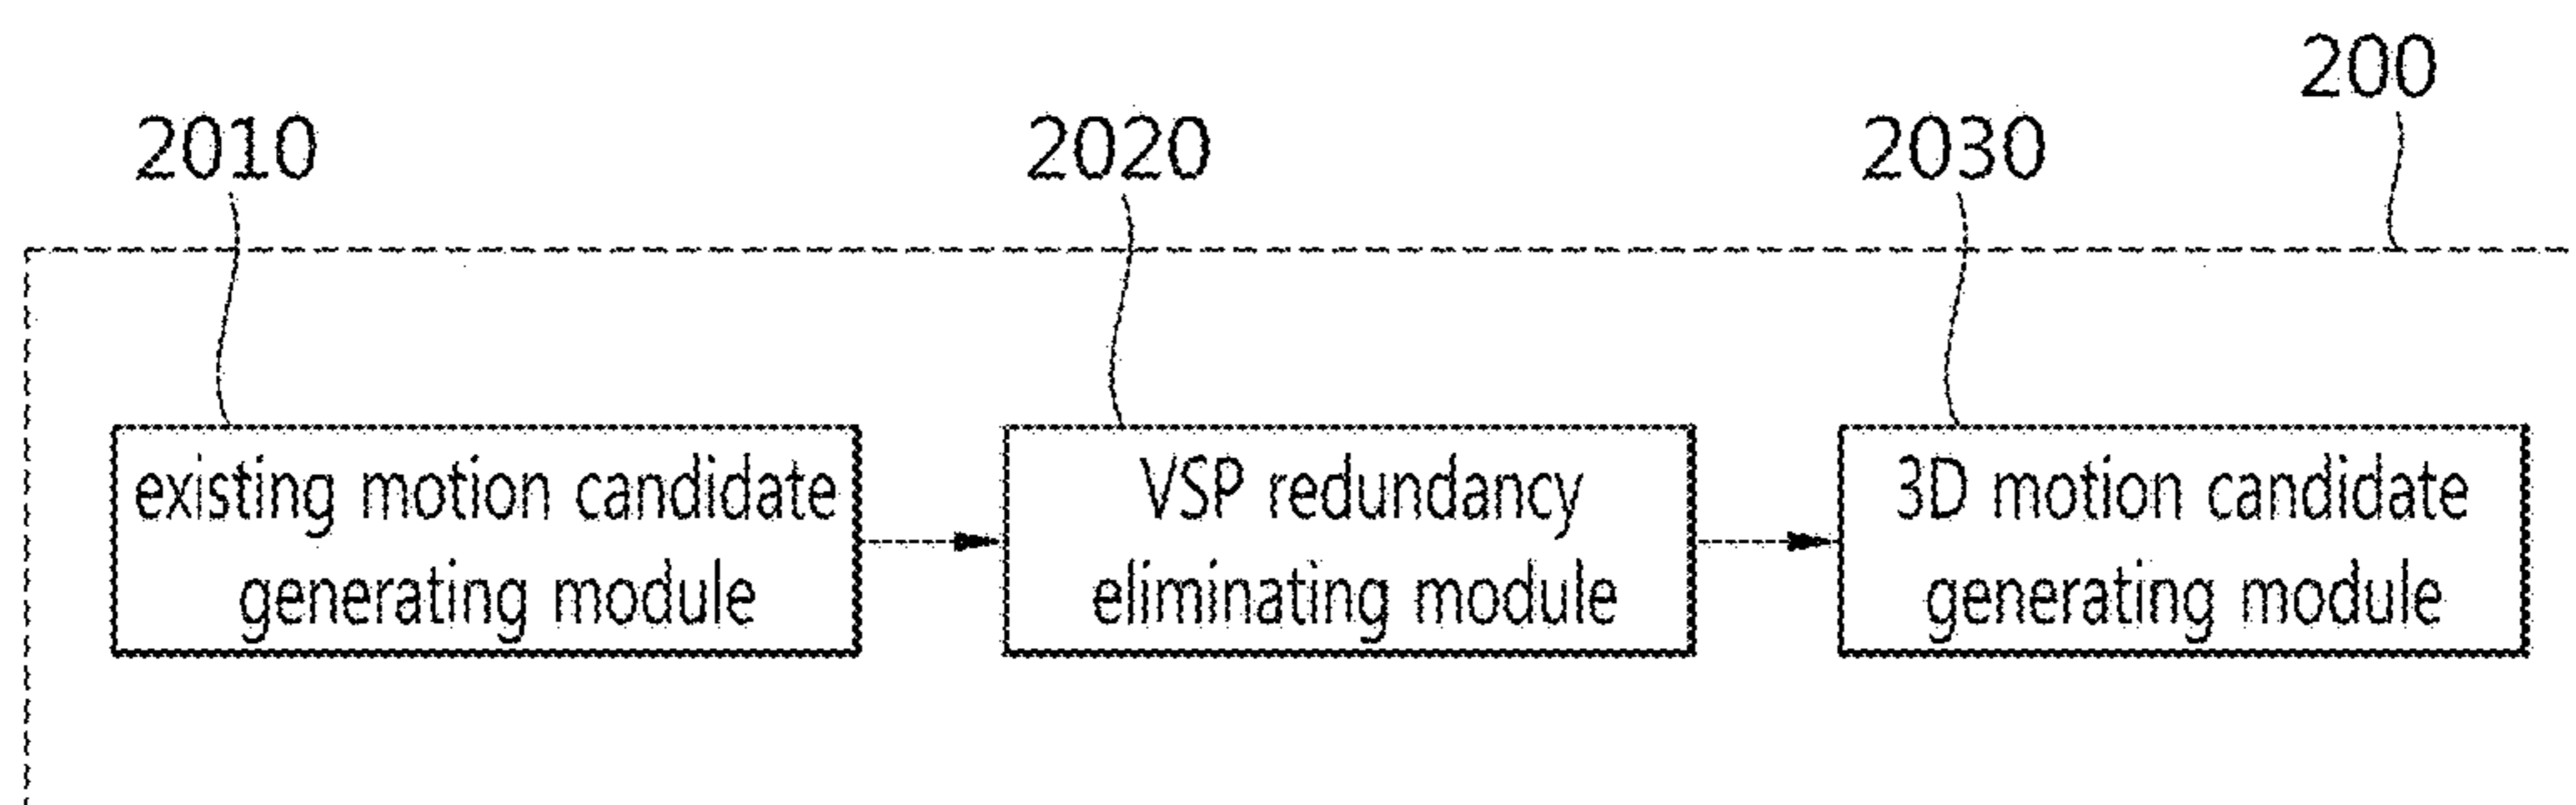 200
2010
2020
2030
existing motion candidate
generating module
VSP redundancy
eliminating module
3D motion candidate
generating module